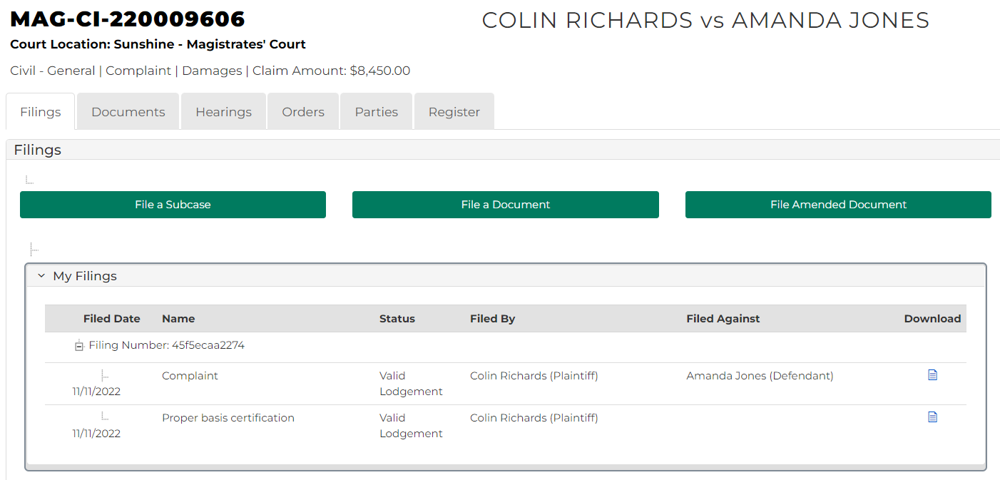 MAG-CI-220009606
COLIN RICHARDS vs AMANDA JONES
Court Location: Sunshine - Magistrates' Court
Civil - General | Complaint | Damages | Claim Amount: $8,450.00
Filings Documents Hearings Orders Parties Register
Filings
File a Subcase File a Document File Amended Document
My Filings
Filed Date Name Status Filed By Filed Against Download
Filing Number: 45f5ecaa2274
Complaint Valid Colin Richards (Plaintiff) Amanda Jones (Defendant)
11/11/2022 Lodgement
Proper basis certification Valid Colin Richards (Plaintiff)
11/11/2022 Lodgement